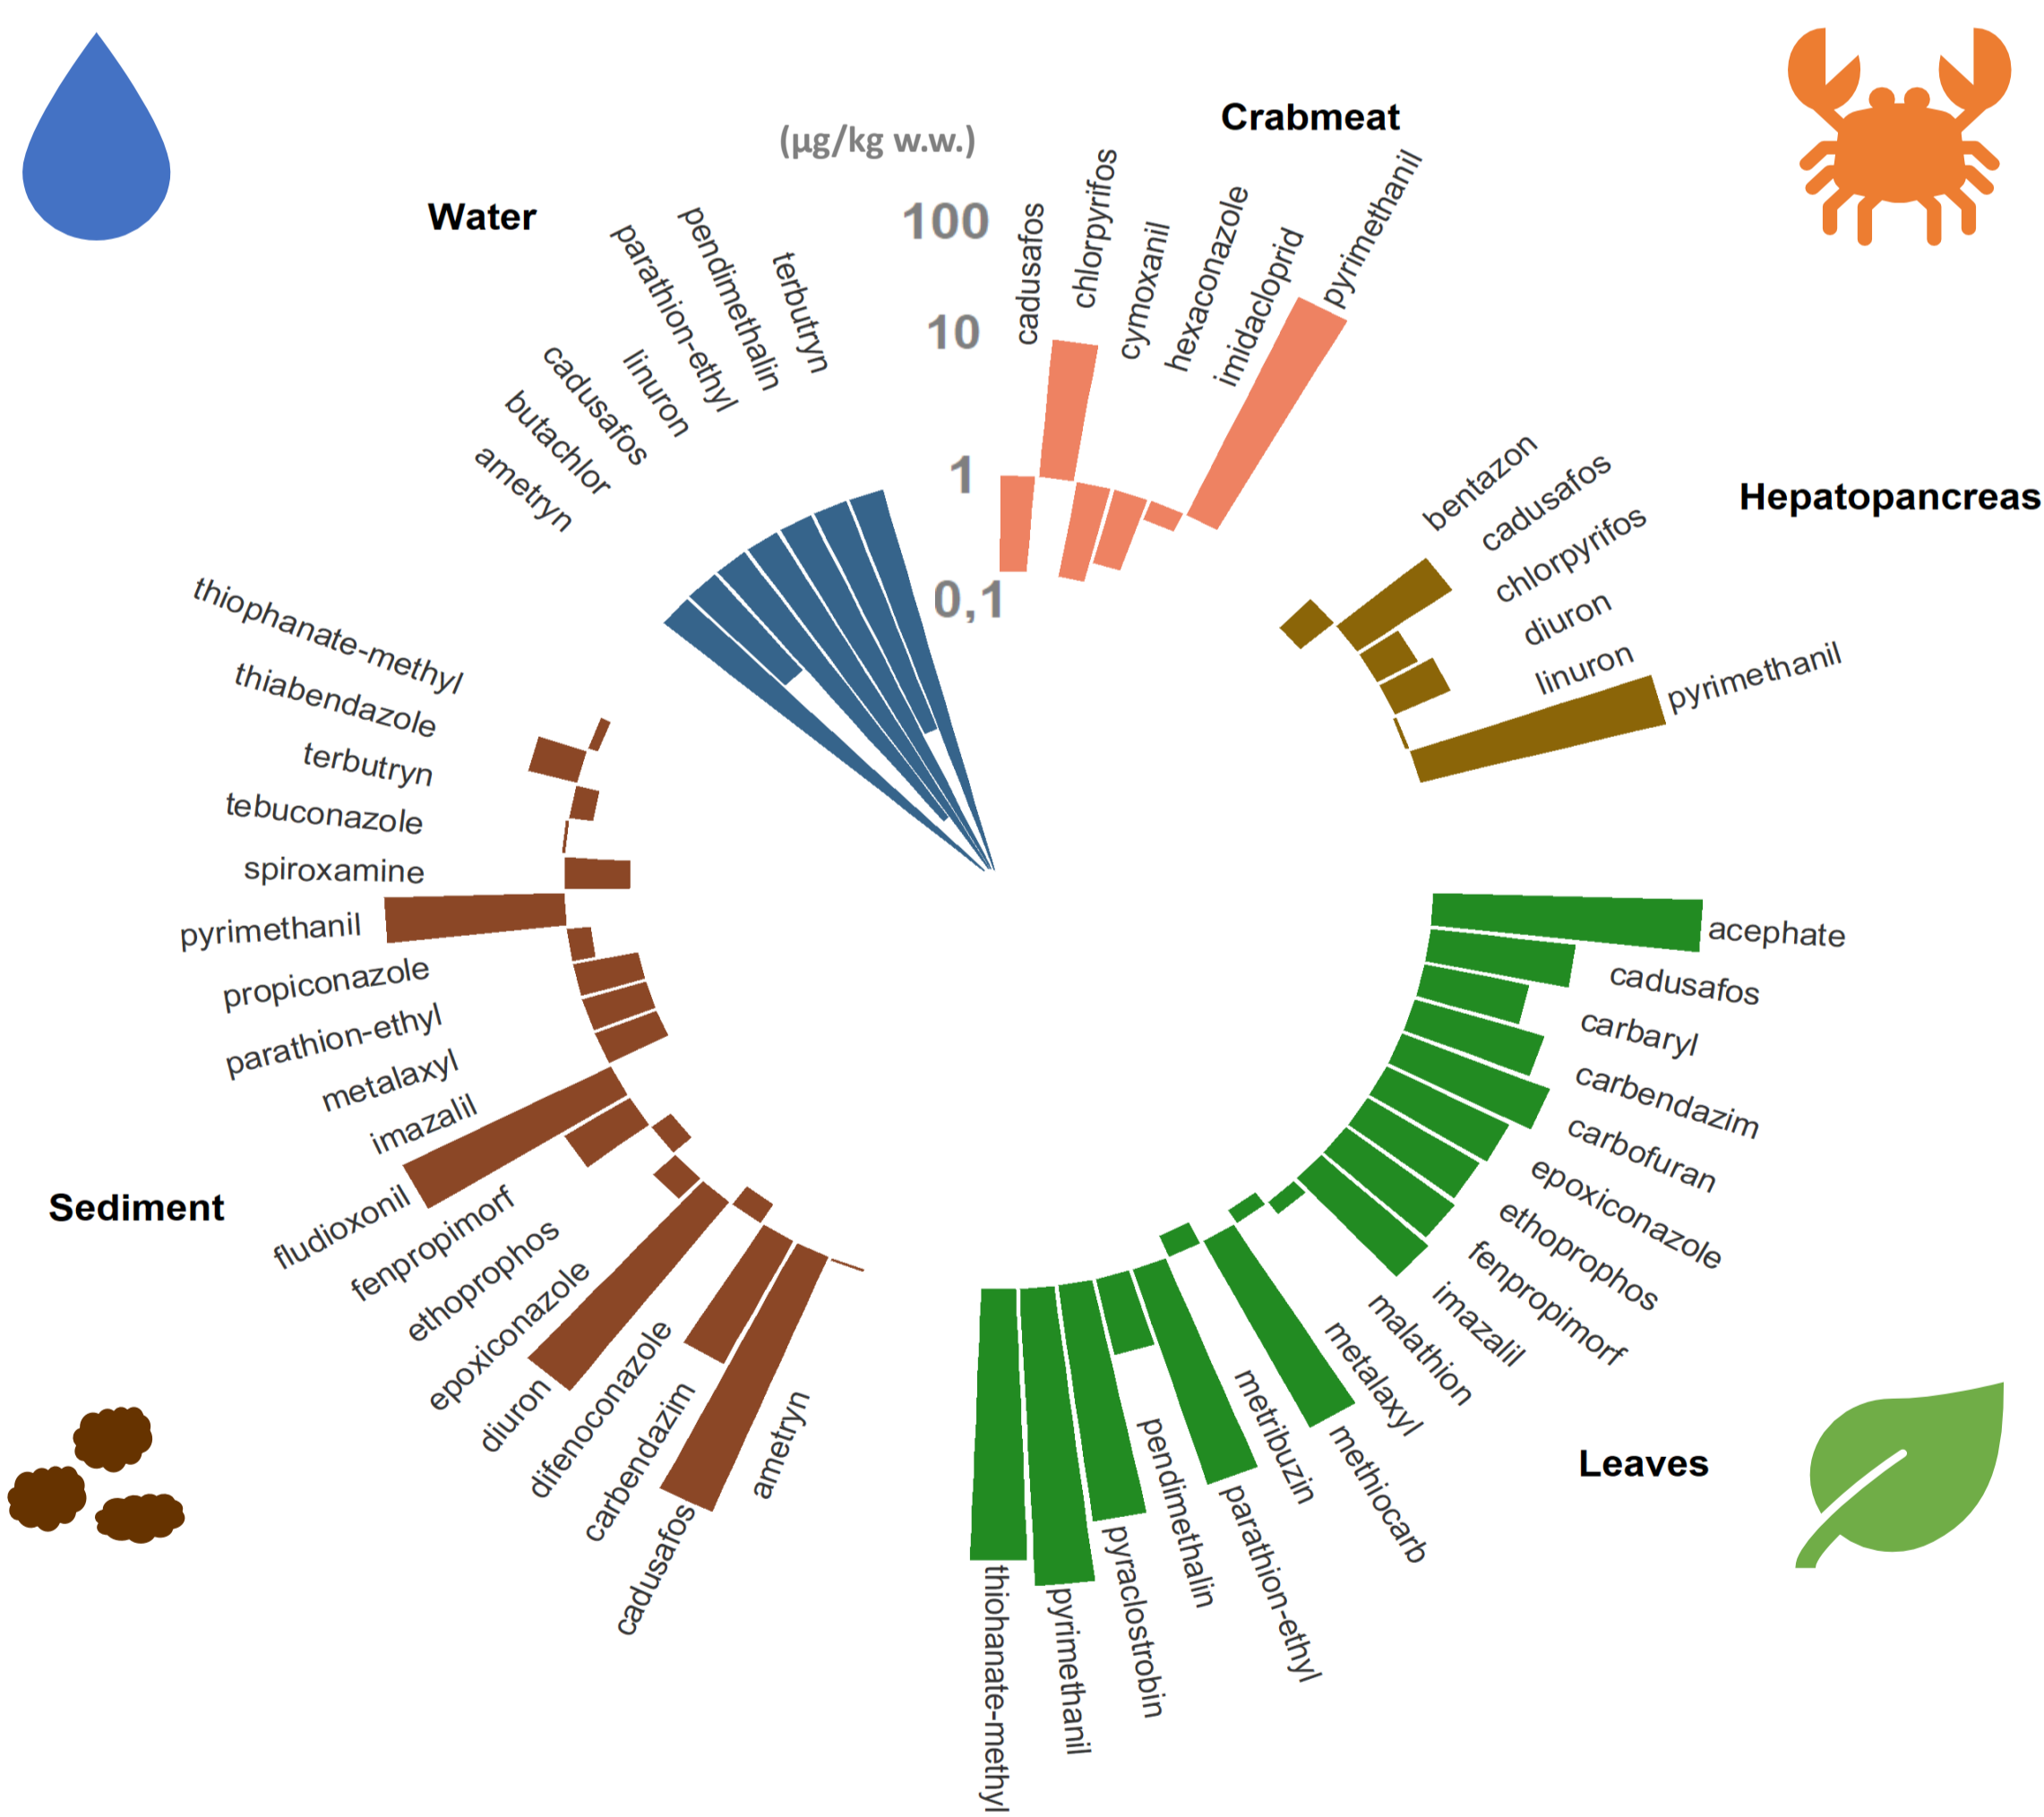 (µg/kg w.w.)
100
10
1
0,1
Crabmeat
cadusafos
chlorpyrifos
cymoxanil
hexaconazole
imidacloprid
pyrimethanil
Hepatopancreas
bentazon
cadusafos
chlorpyrifos
diuron
linuron
pyrimethanil
Leaves
acephate
cadusafos
carbaryl
carbendazim
carbofuran
epoxiconazole
ethoprophos
fenpropimorf
imazalil
malathion
metalaxyl
methiocarb
metribuzin
parathion-ethyl
pendimethalin
pyraclostrobin
pyrimethanil
thiohanate-methyl
Sediment
ametryn
cadusafos
carbendazim
difenoconazole
diuron
epoxiconazole
ethoprophos
fenpropimorf
fludioxonil
imazalil
metalaxyl
parathion-ethyl
propiconazole
pyrimethanil
spiroxamine
tebuconazole
terbutryn
thiabendazole
thiophanate-methyl
Water
ametryn
butachlor
cadusafos
linuron
parathion-ethyl
pendimethalin
terbutryn